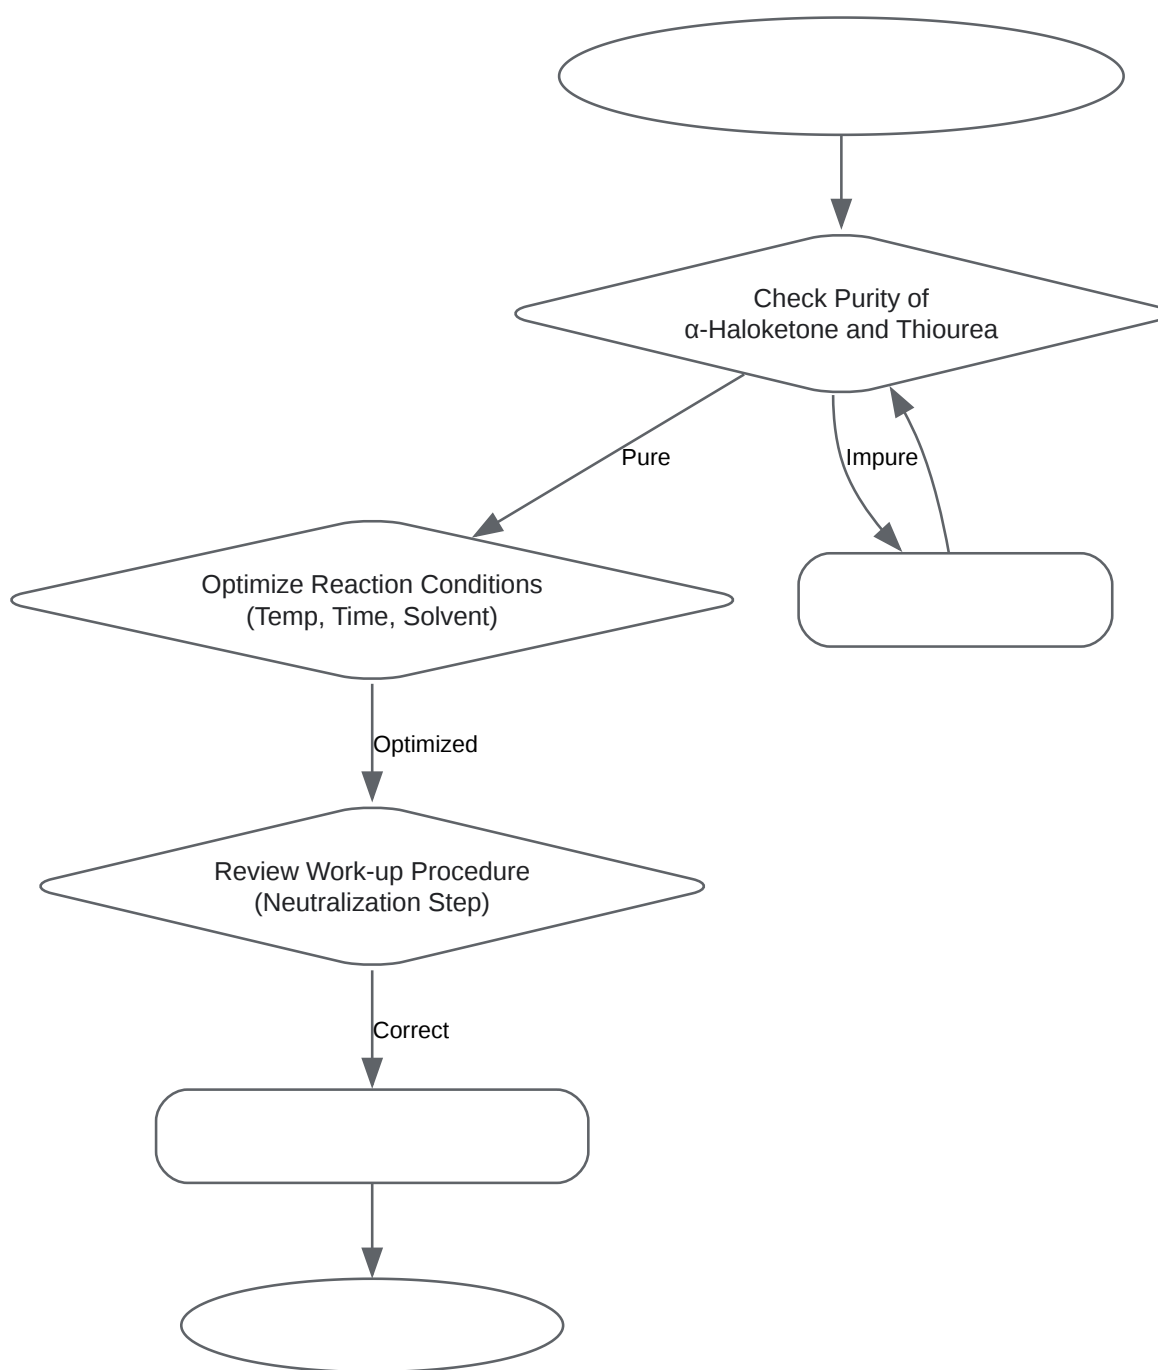 Check Purity of
α-Haloketone and Thiourea
Pure
Impure
Optimize Reaction Conditions
(Temp, Time, Solvent)
Optimized
Review Work-up Procedure
(Neutralization Step)
Correct